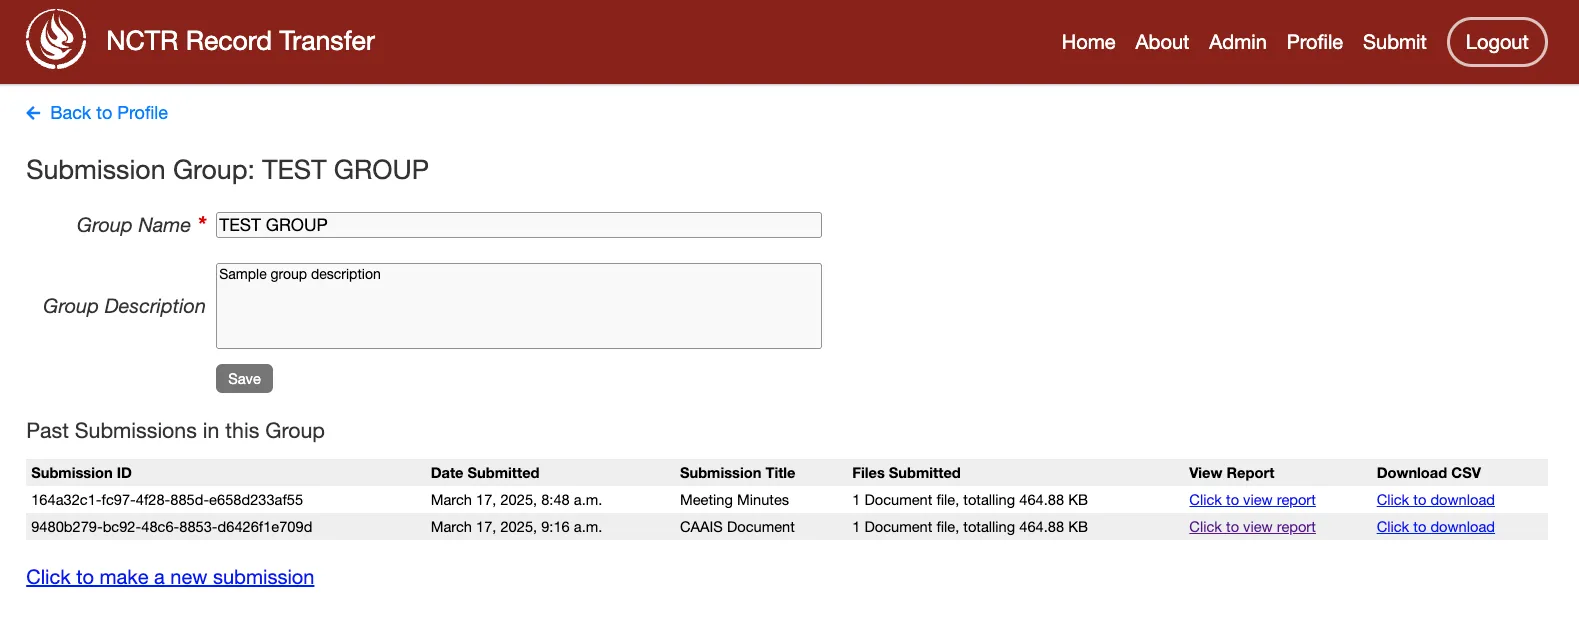 NCTR Record Transfer
Home About Admin Profile Submit Logout
← Back to Profile
Submission Group: TEST GROUP
Group Name * TEST GROUP
Sample group description
Group Description
Save
Past Submissions in this Group
Submission ID Date Submitted Submission Title Files Submitted View Report Download CSV
164a32c1-fc97-4f28-885d-e658d233af55 March 17, 2025, 8:48 a.m. Meeting Minutes 1 Document file, totalling 464.88 KB Click to view report Click to download
9480b279-bc92-48c6-8853-d6426f1e709d March 17, 2025, 9:16 a.m. CAAIS Document 1 Document file, totalling 464.88 KB Click to view report Click to download
Click to make a new submission